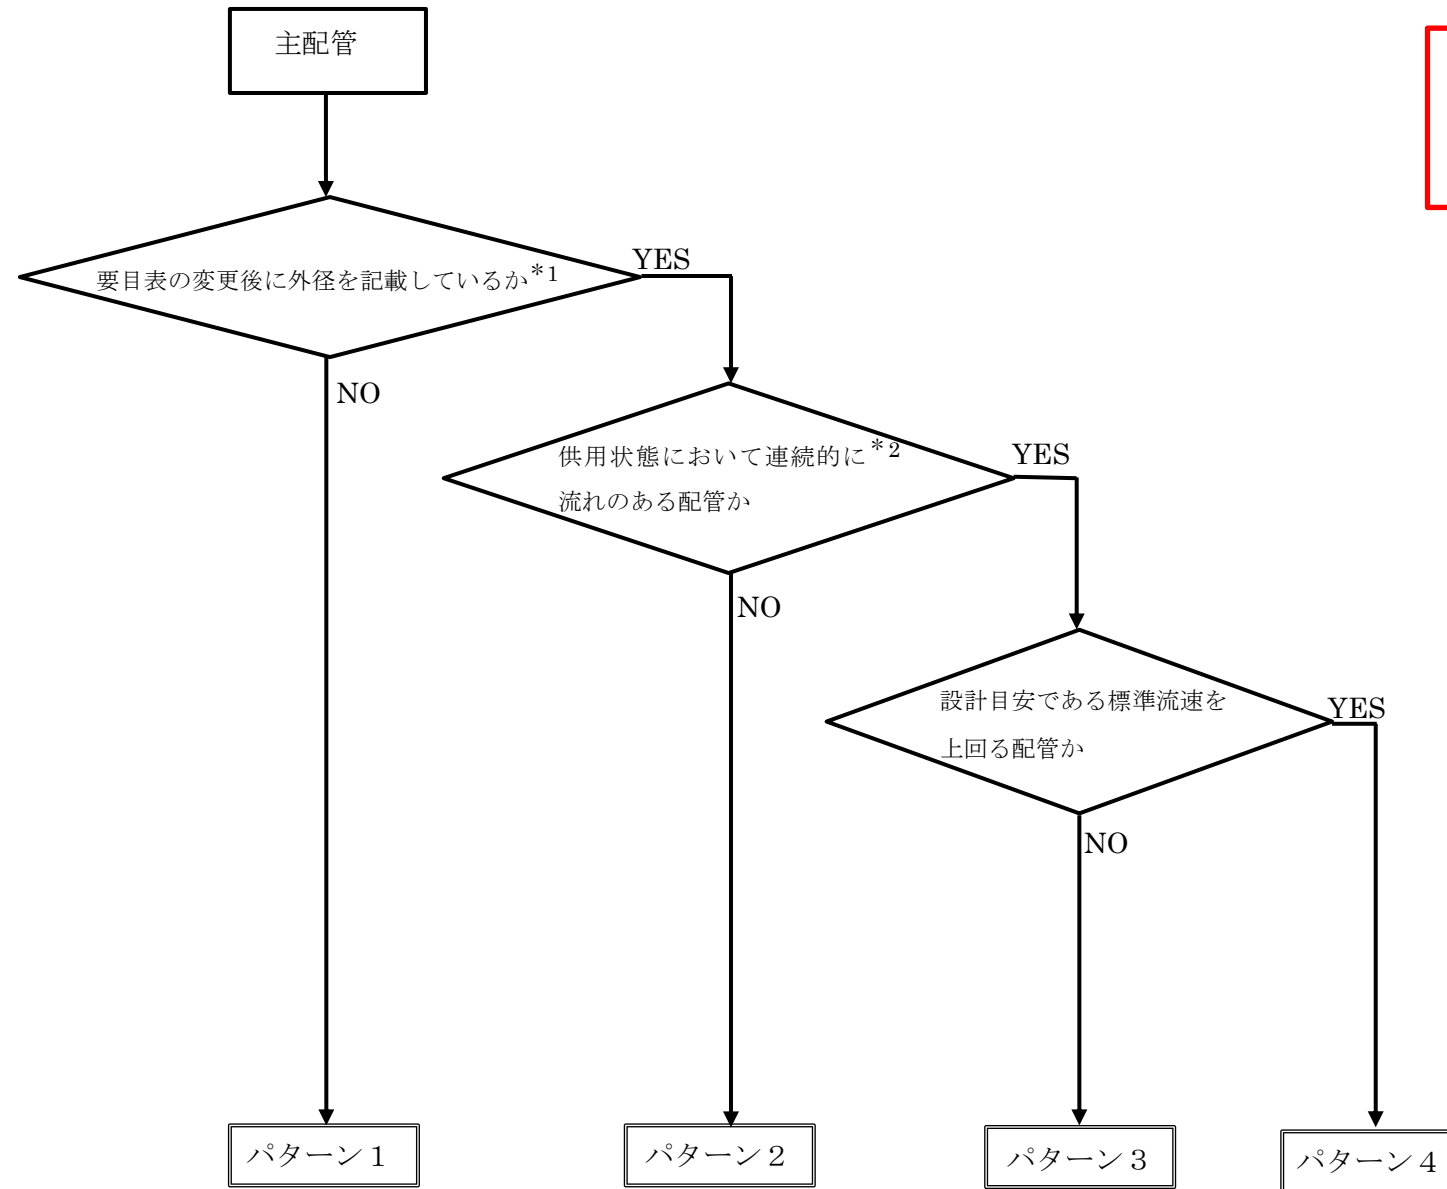 主配管
要目表の変更後に外径を記載しているか*1
YES
NO
供用状態において連続的に*2
流れのある配管か
YES
NO
設計目安である標準流速を
上回る配管か
YES
NO
パターン１
パターン２
パターン３
パターン４